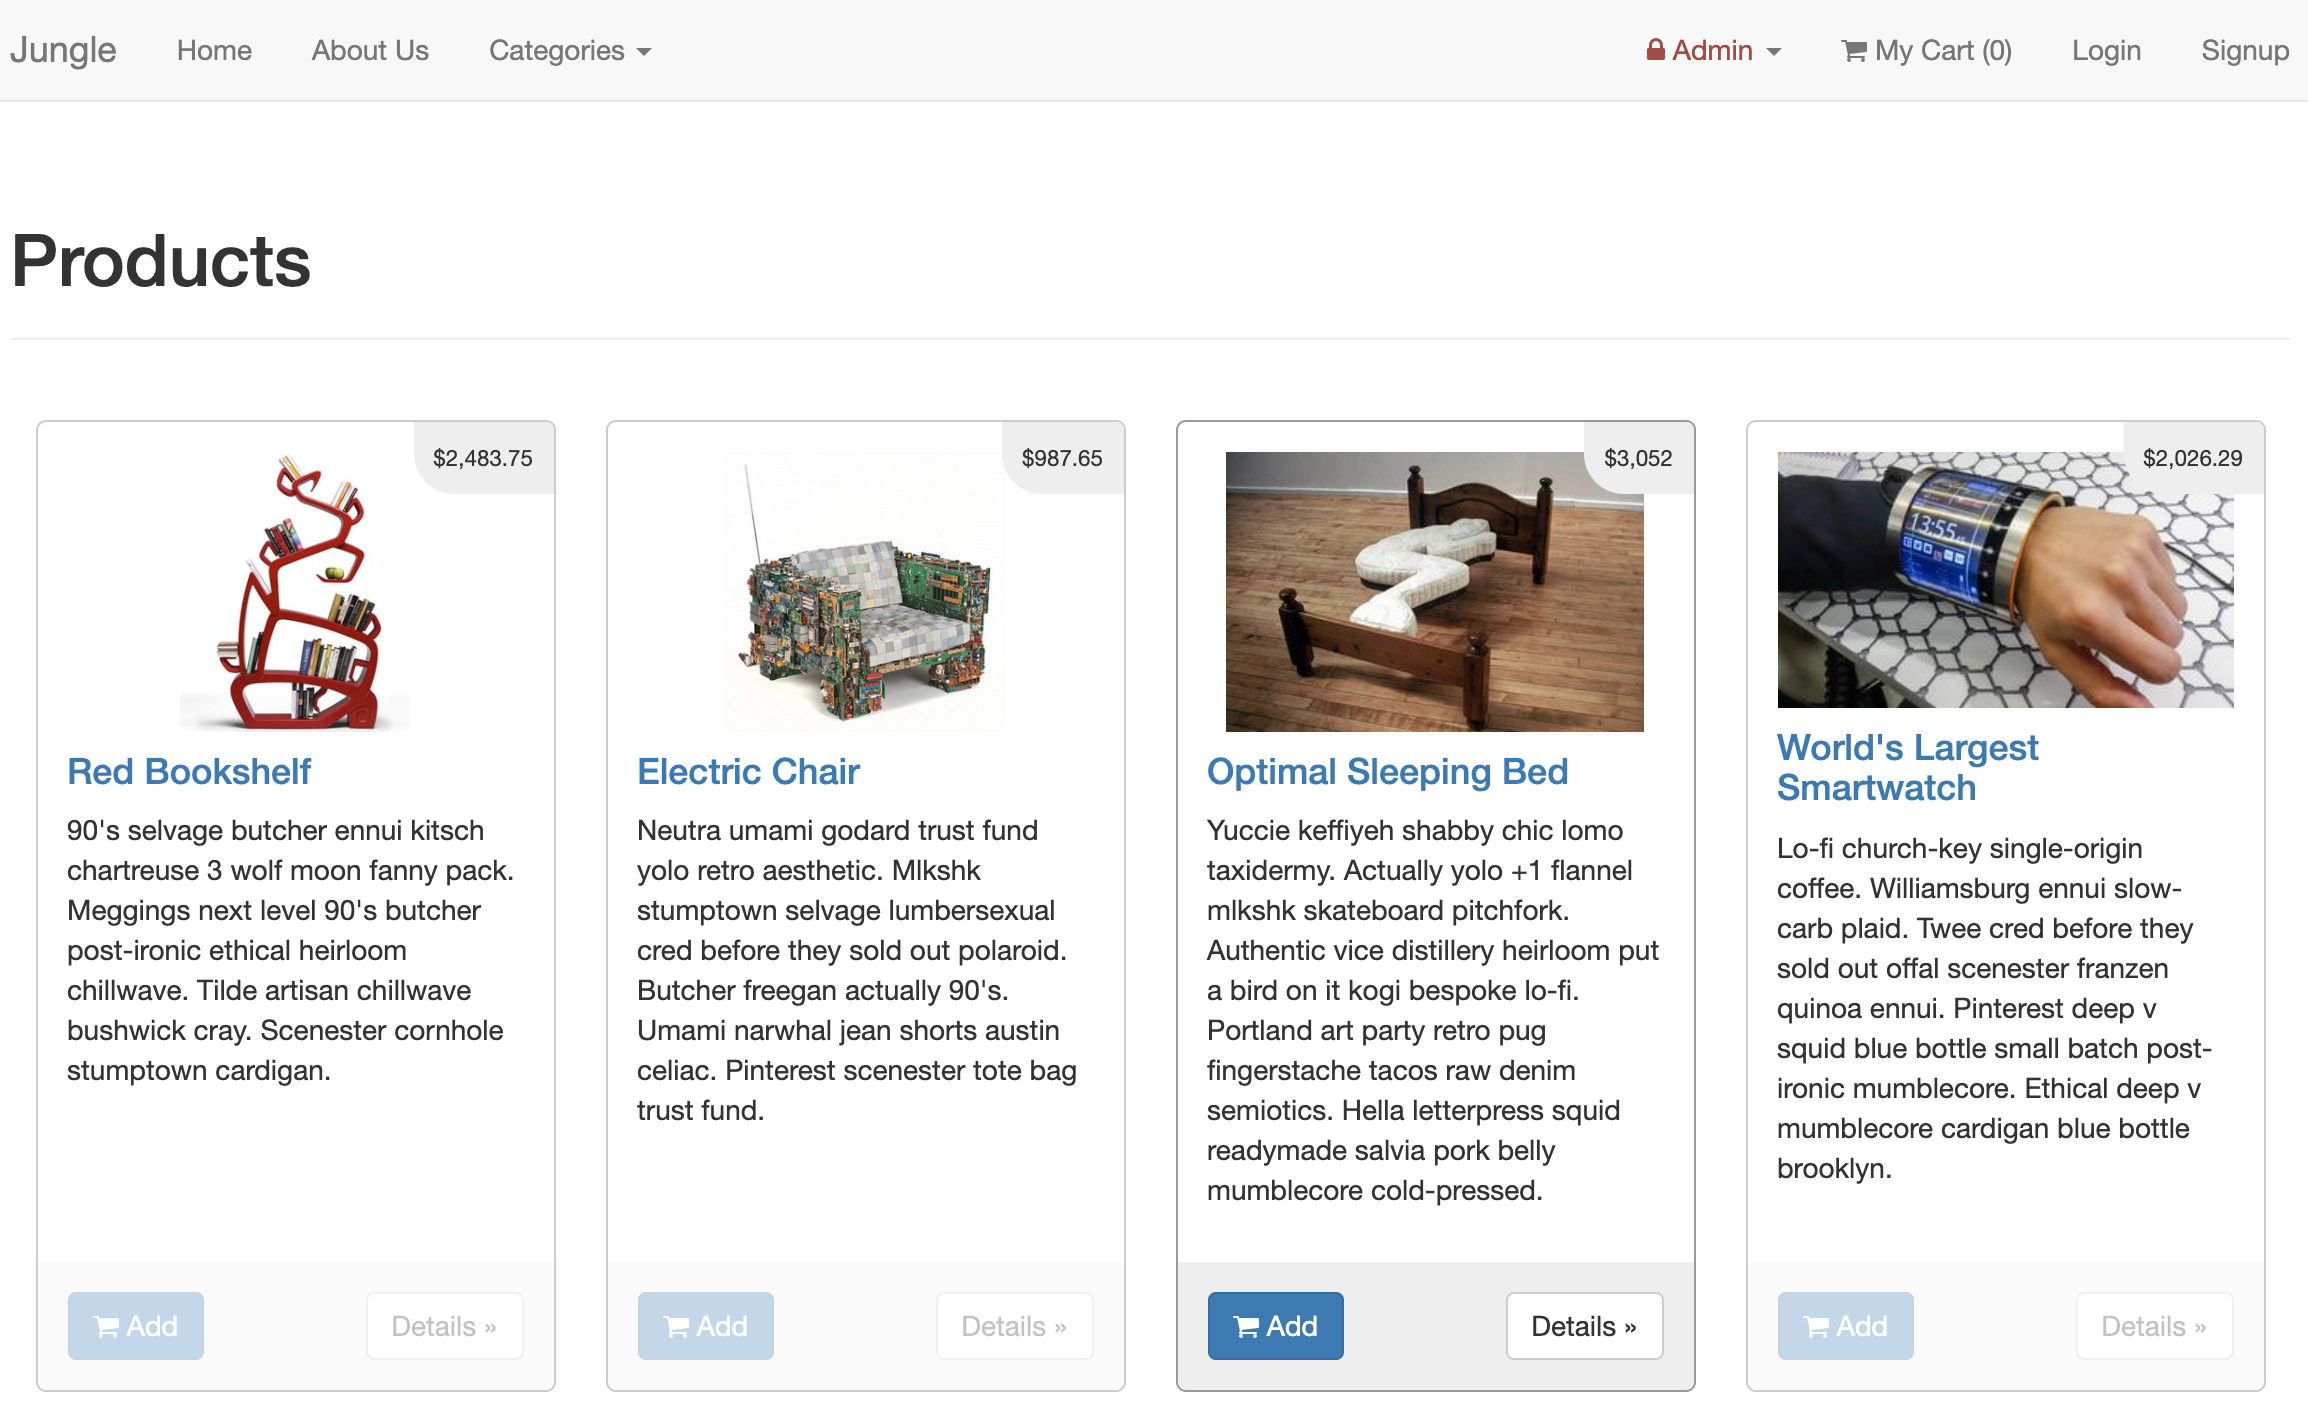 Jungle Home About Us Categories Admin My Cart (0) Login Signup
Products
$2,483.75
Red Bookshelf
90's selvage butcher ennui kitsch
chartreuse 3 wolf moon fanny pack.
Meggings next level 90's butcher
post-ironic ethical heirloom
chillwave. Tilde artisan chillwave
bushwick cray. Scenester cornhole
stumptown cardigan.
Add Details »
$987.65
Electric Chair
Neutra umami godard trust fund
yolo retro aesthetic. Mlkshk
stumptown selvage lumbersexual
cred before they sold out polaroid.
Butcher freegan actually 90's.
Umami narwhal jean shorts austin
celiac. Pinterest scenester tote bag
trust fund.
Add Details »
$3,052
Optimal Sleeping Bed
Yuccie keffiyeh shabby chic lomo
taxidermy. Actually yolo +1 flannel
mlkshk skateboard pitchfork.
Authentic vice distillery heirloom put
a bird on it kogi bespoke lo-fi.
Portland art party retro pug
fingerstache tacos raw denim
semiotics. Hella letterpress squid
readymade salvia pork belly
mumblecore cold-pressed.
Add Details »
$2,026.29
13:55
World's Largest
Smartwatch
Lo-fi church-key single-origin
coffee. Williamsburg ennui slow-
carb plaid. Twee cred before they
sold out offal scenester franzen
quinoa ennui. Pinterest deep v
squid blue bottle small batch post-
ironic mumblecore. Ethical deep v
mumblecore cardigan blue bottle
brooklyn.
Add Details »